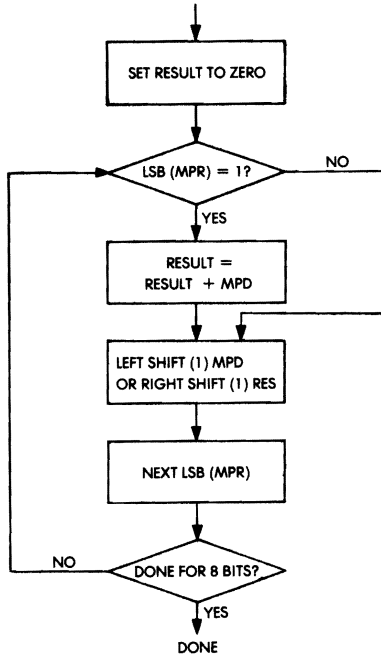 SET RESULT TO ZERO
LSB (MPR) = 1?
NO
YES
RESULT =
RESULT + MPD
LEFT SHIFT (1) MPD
OR RIGHT SHIFT (1) RES
NEXT LSB (MPR)
NO
DONE FOR 8 BITS?
YES
DONE